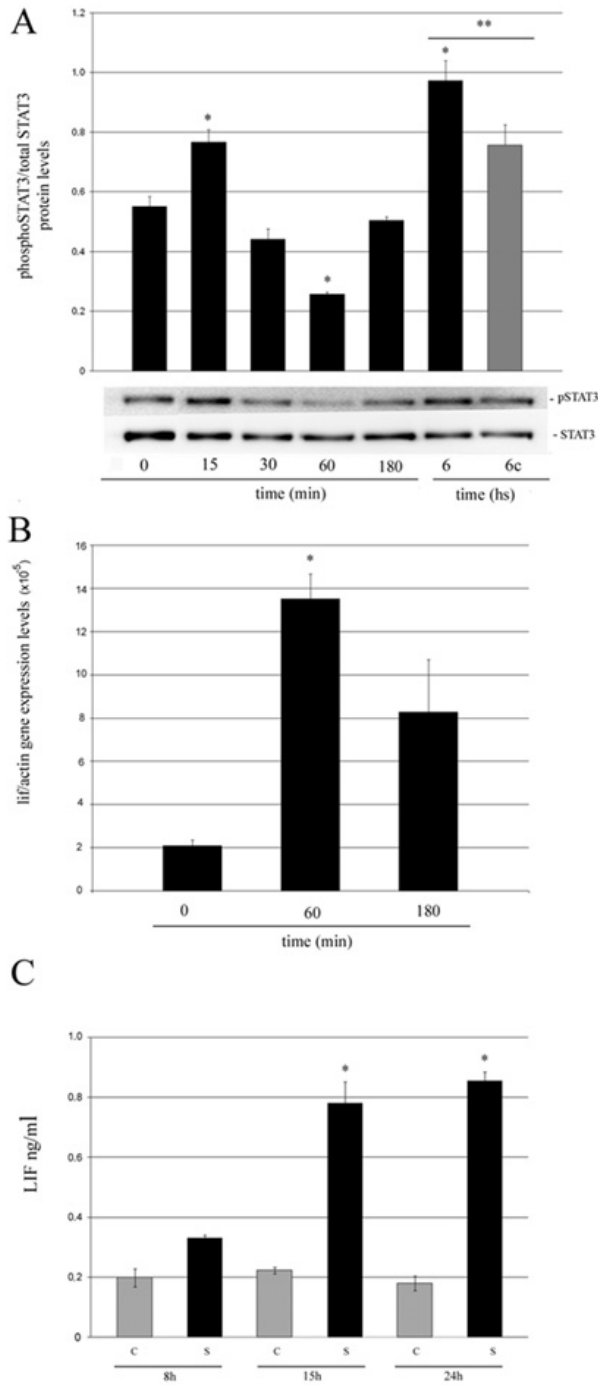 A
phosphoSTAT3/total STAT3
protein levels
1.2
1.0
0.8
0.6
0.4
0.2
0
*
*
*
**
- pSTAT3
- STAT3
0 15 30 60 180 6 6c
time (min) time (hs)
B
lif/actin gene expression levels (x10-5)
16
14
12
10
8
6
4
2
0
*
0 60 180
time (min)
C
LIF ng/ml
1.0
0.8
0.6
0.4
0.2
0
*
*
C S C S C S
8h 15h 24h